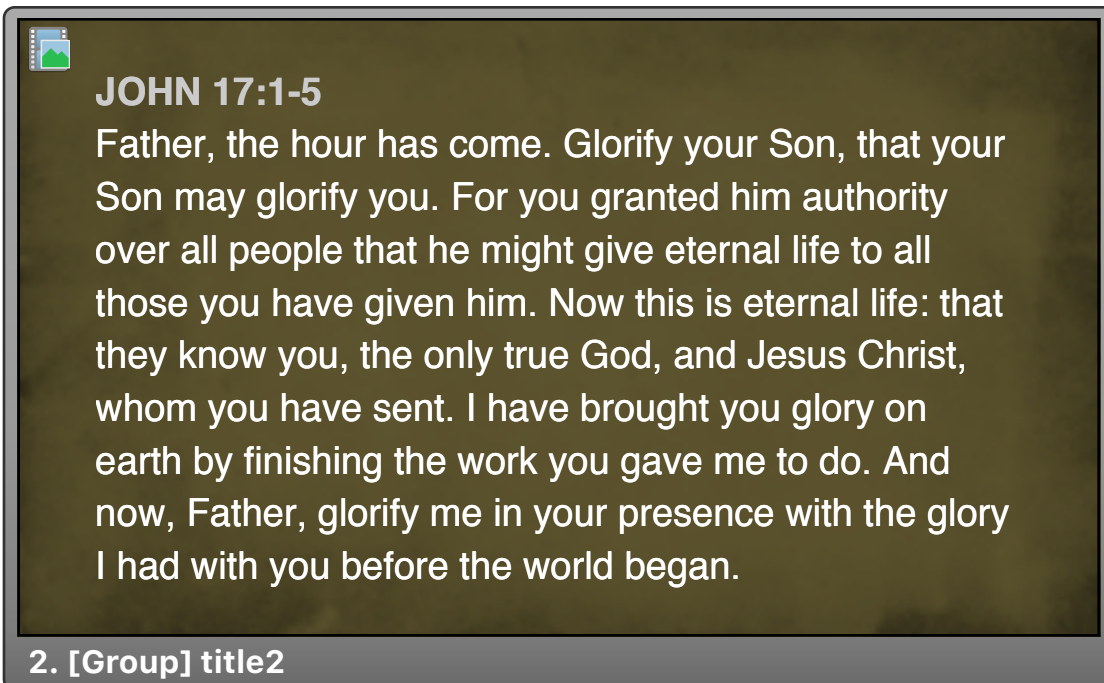 JOHN 17:1-5
Father, the hour has come. Glorify your Son, that your
Son may glorify you. For you granted him authority
over all people that he might give eternal life to all
those you have given him. Now this is eternal life: that
they know you, the only true God, and Jesus Christ,
whom you have sent. I have brought you glory on
earth by finishing the work you gave me to do. And
now, Father, glorify me in your presence with the glory
I had with you before the world began.
2. [Group] title2